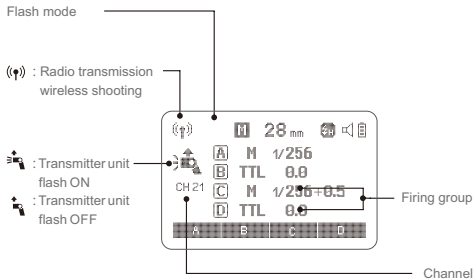 Flash mode
: Radio transmission
wireless shooting
M 28 mm
A M 1/256
: Transmitter unit
flash ON
B TTL 0.0
CH 21 C M 1/256+0.5
Firing group
: Transmitter unit
flash OFF
D TTL 0.0
A B C D
Channel